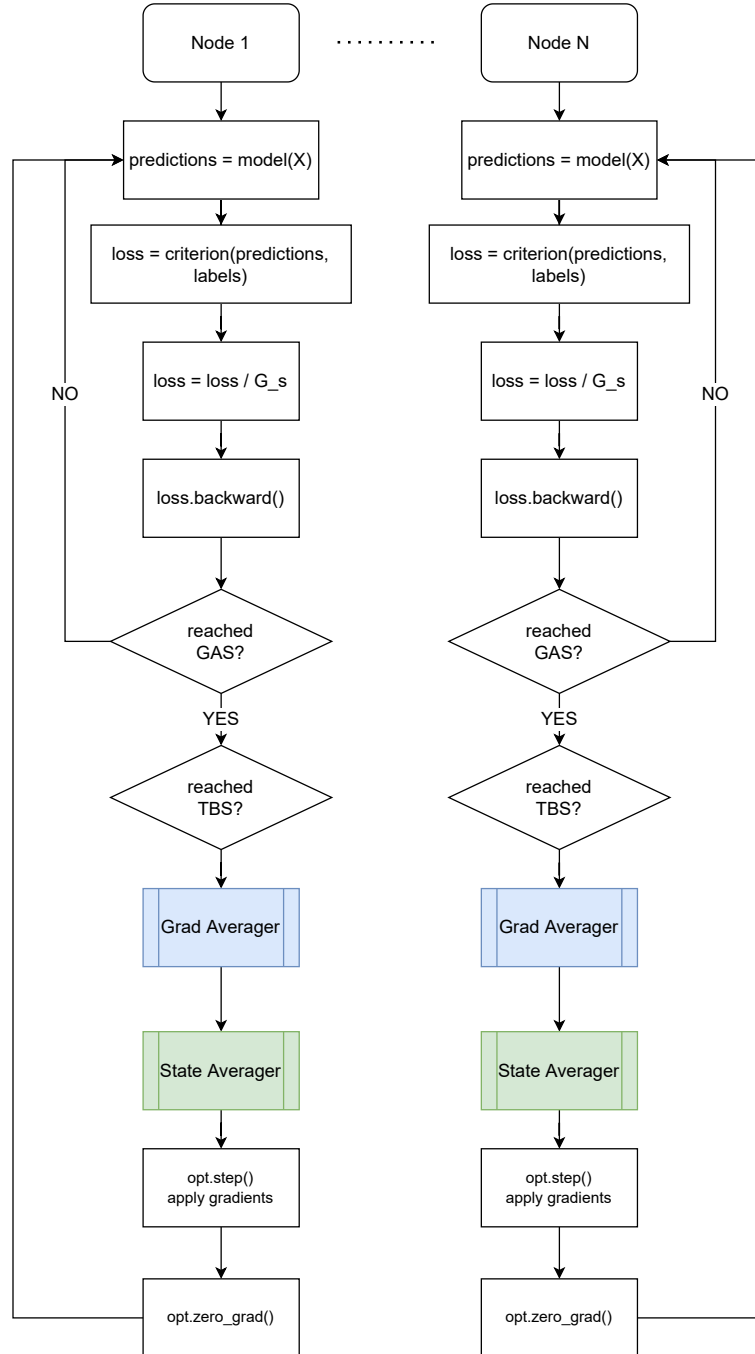 Node 1
Node N
predictions = model(X)
predictions = model(X)
loss = criterion(predictions,
labels)
loss = criterion(predictions,
labels)
loss = loss / G_s
loss = loss / G_s
NO
NO
loss.backward()
loss.backward()
reached
GAS?
reached
GAS?
YES
YES
reached
TBS?
reached
TBS?
Grad Averager
Grad Averager
State Averager
State Averager
opt.step()
apply gradients
opt.step()
apply gradients
opt.zero_grad()
opt.zero_grad()